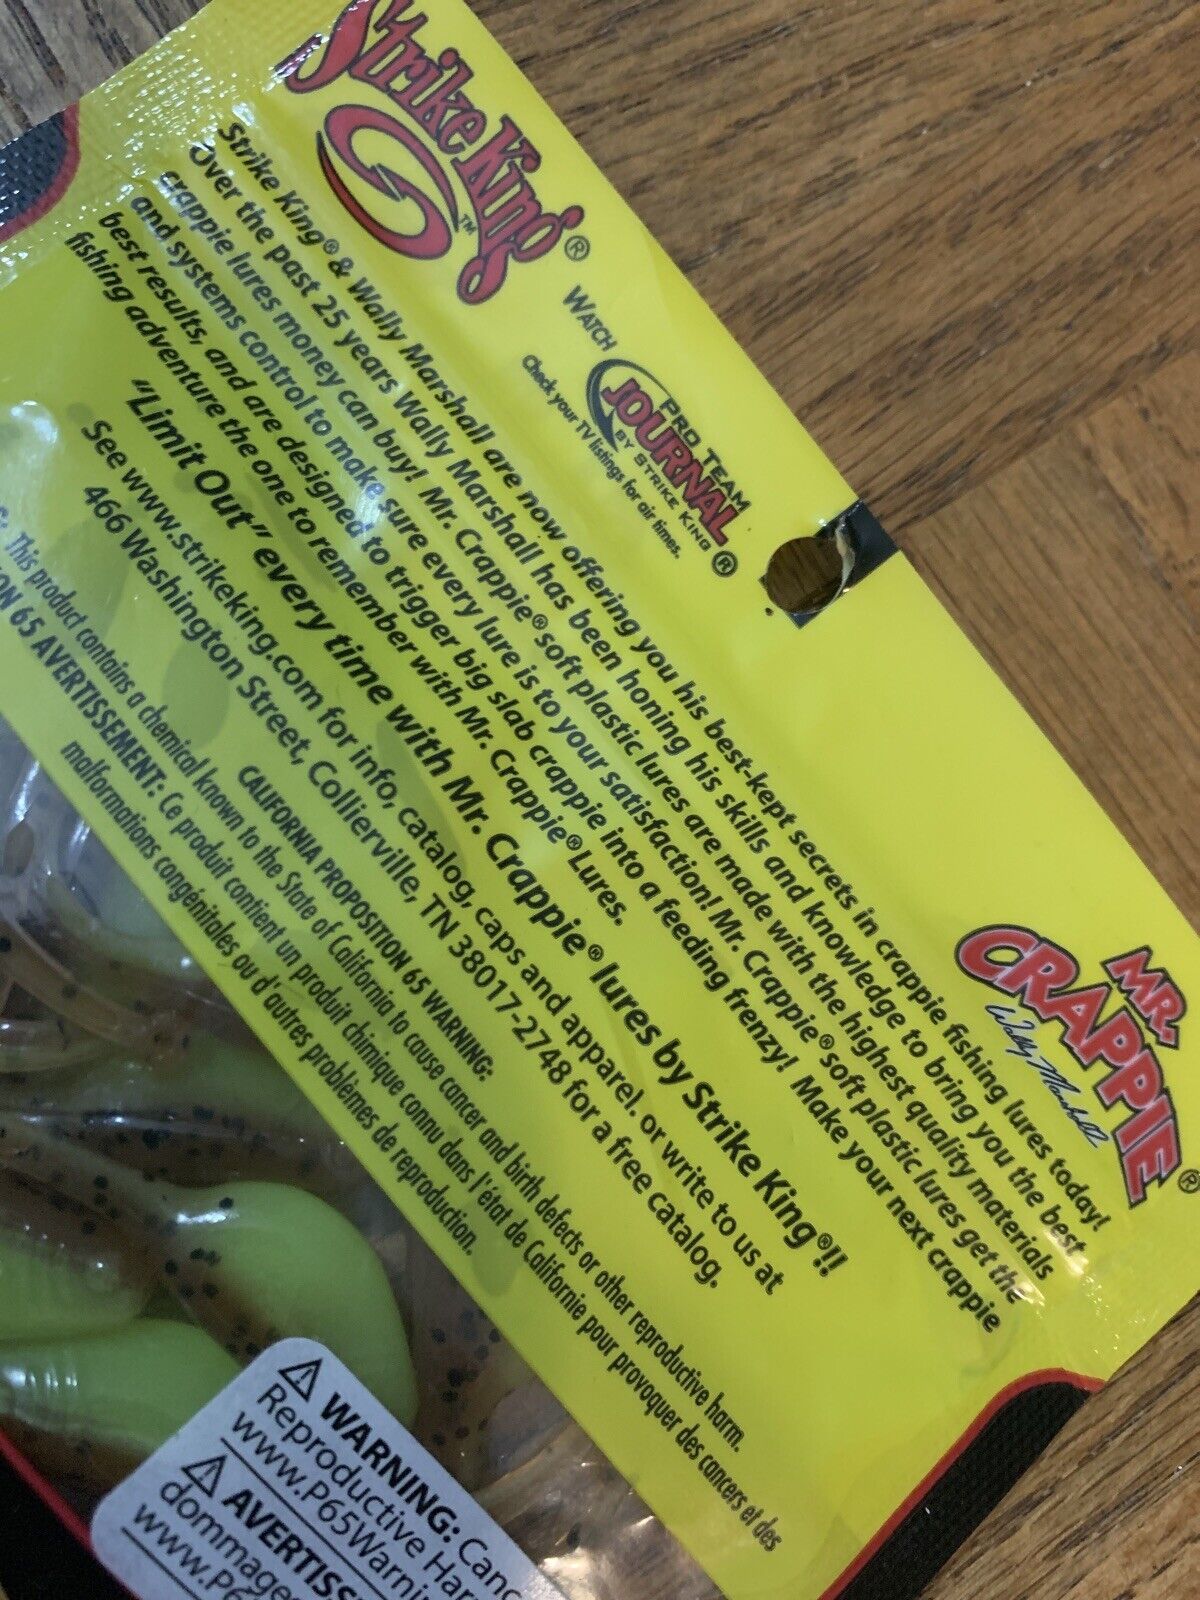 Strike King®
™
WATCH
PRO TEAM
JOURNAL®
BY STRIKE KING
Check your TV listings for air times.
MR.
CRAPPIE®
Wally Marshall
Strike King® & Wally Marshall are now offering you his best-kept secrets in crappie fishing lures today!
Over the past 25 years Wally Marshall has been honing his skills and knowledge to bring you the best
crappie lures money can buy! Mr. Crappie® soft plastic lures are made with the highest quality materials
and systems control to make sure every lure is to your satisfaction! Mr. Crappie® soft plastic lures get the
best results, and are designed to trigger big slab crappie into a feeding frenzy! Make your next crappie
fishing adventure the one to remember with Mr. Crappie® Lures.
"Limit Out" every time with Mr. Crappie® lures by Strike King®!!
See www.strikeking.com for info, catalog, caps and apparel. or write to us at
466 Washington Street, Collierville, TN 38017-2748 for a free catalog.
CALIFORNIA PROPOSITION 65 WARNING:
This product contains a chemical known to the State of California to cause cancer and birth defects or other reproductive harm.
ON 65 AVERTISSEMENT: Ce produit contient un produit chimique connu dans l'état de Californie pour provoquer des cancers et des
malformations congénitales ou d'autres problèmes de reproduction.
⚠ WARNING: Canc
Reproductive Har
www.P65Warni
⚠ AVERTISS
dommage
www.P6